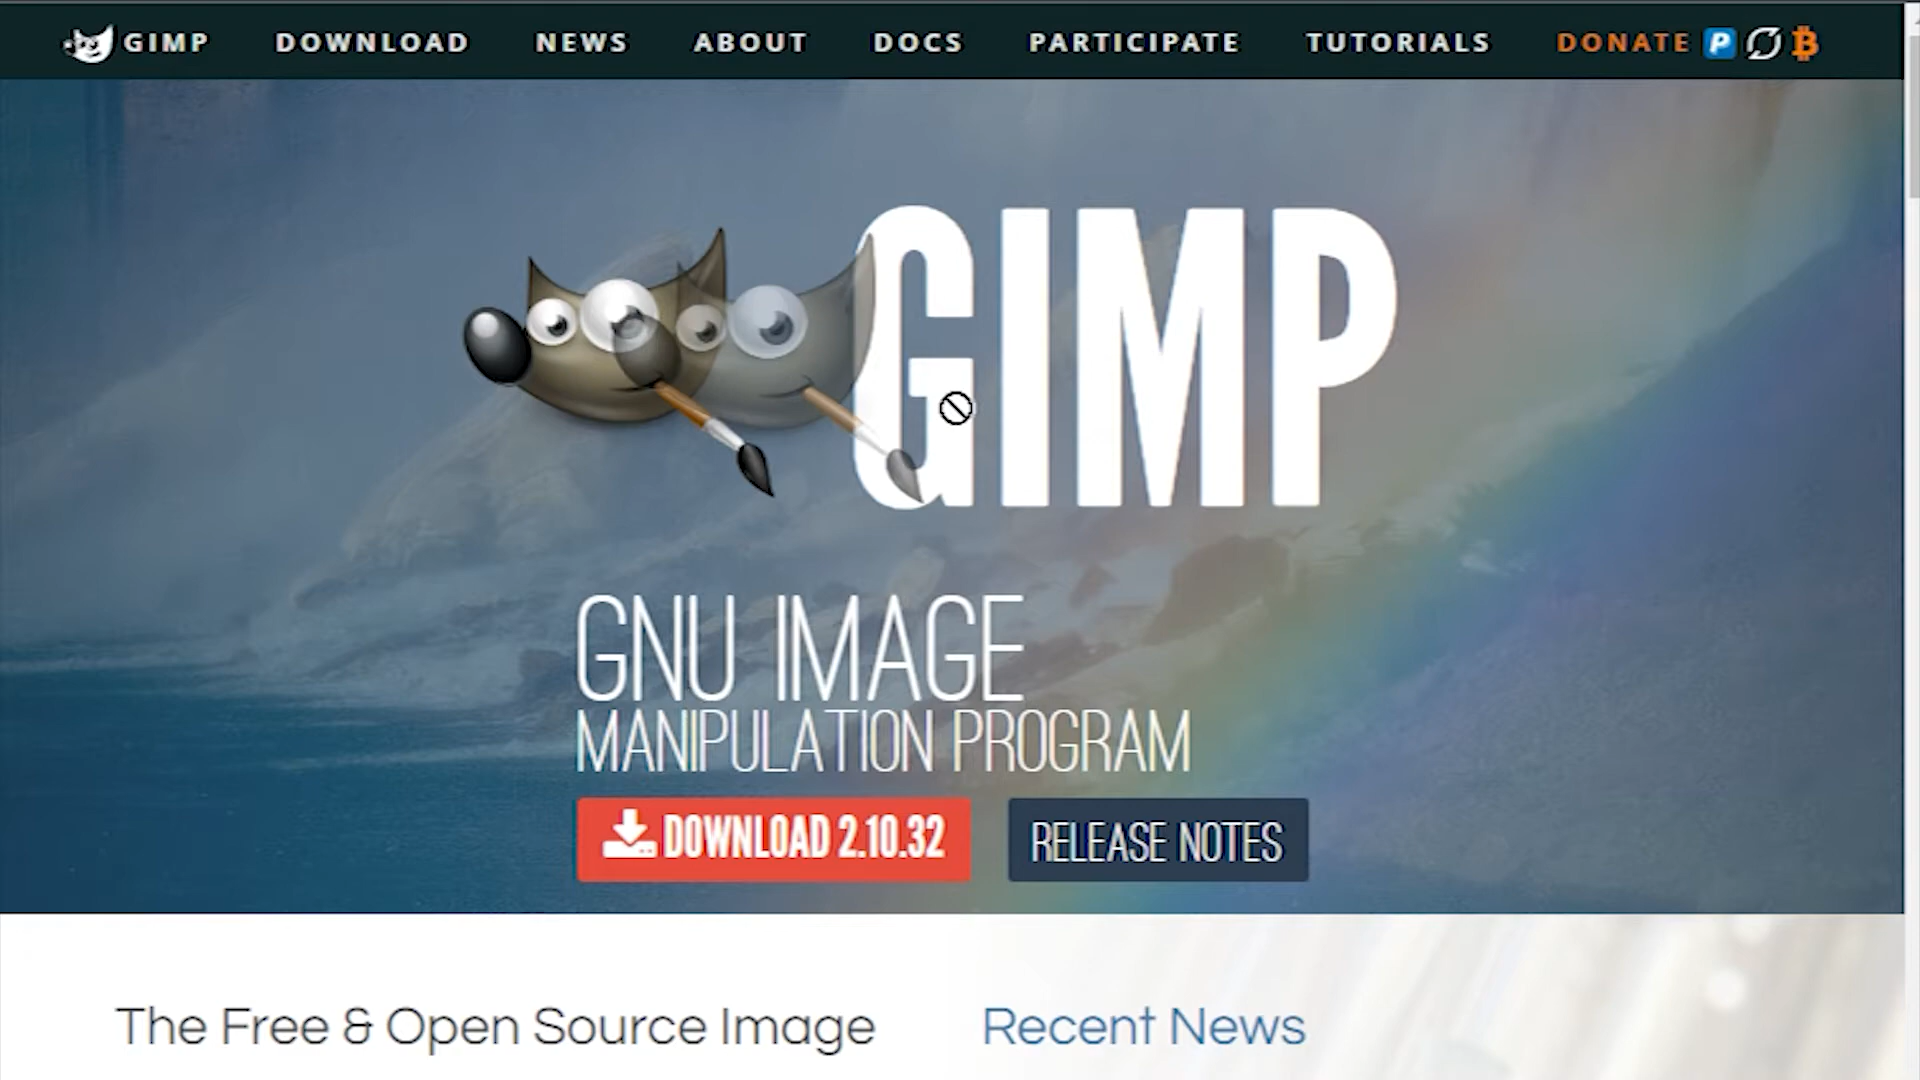 GIMP DOWNLOAD NEWS ABOUT DOCS PARTICIPATE TUTORIALS DONATE
GIMP
GNU IMAGE
MANIPULATION PROGRAM
DOWNLOAD 2.10.32 RELEASE NOTES
The Free & Open Source Image Recent News